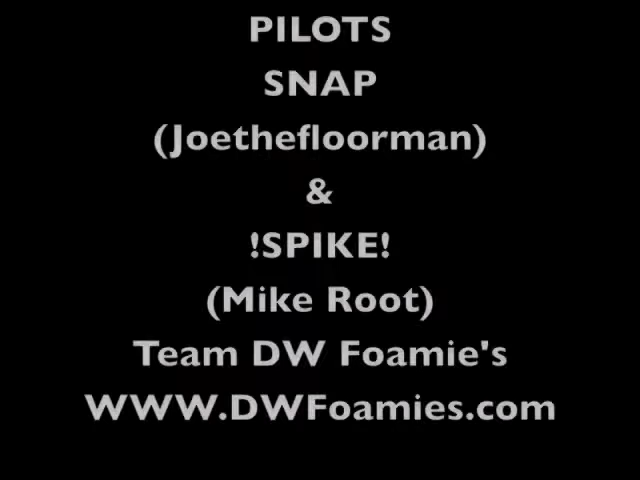 PILOTS
SNAP
(Joethefloorman)
&
!SPIKE!
(Mike Root)
Team DW Foamie's
WWW.DWFoamies.com